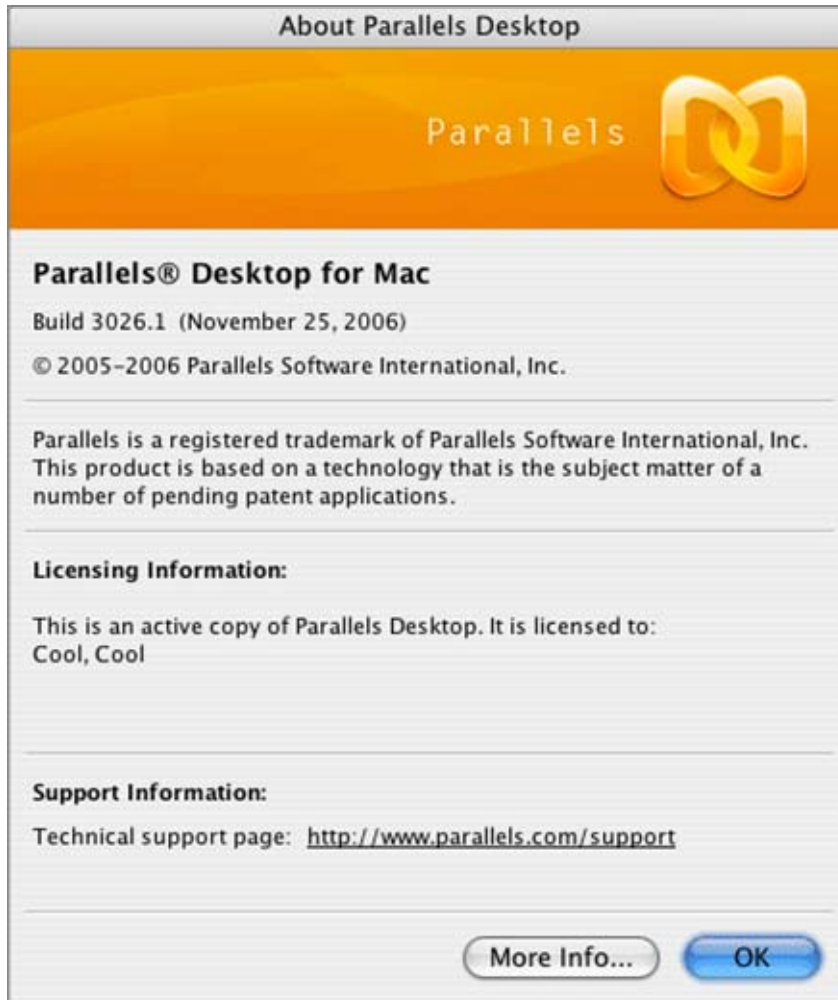 About Parallels Desktop
Parallels
Parallels® Desktop for Mac
Build 3026.1 (November 25, 2006)
© 2005-2006 Parallels Software International, Inc.
Parallels is a registered trademark of Parallels Software International, Inc.
This product is based on a technology that is the subject matter of a
number of pending patent applications.
Licensing Information:
This is an active copy of Parallels Desktop. It is licensed to:
Cool, Cool
Support Information:
Technical support page: http://www.parallels.com/support
More Info... OK